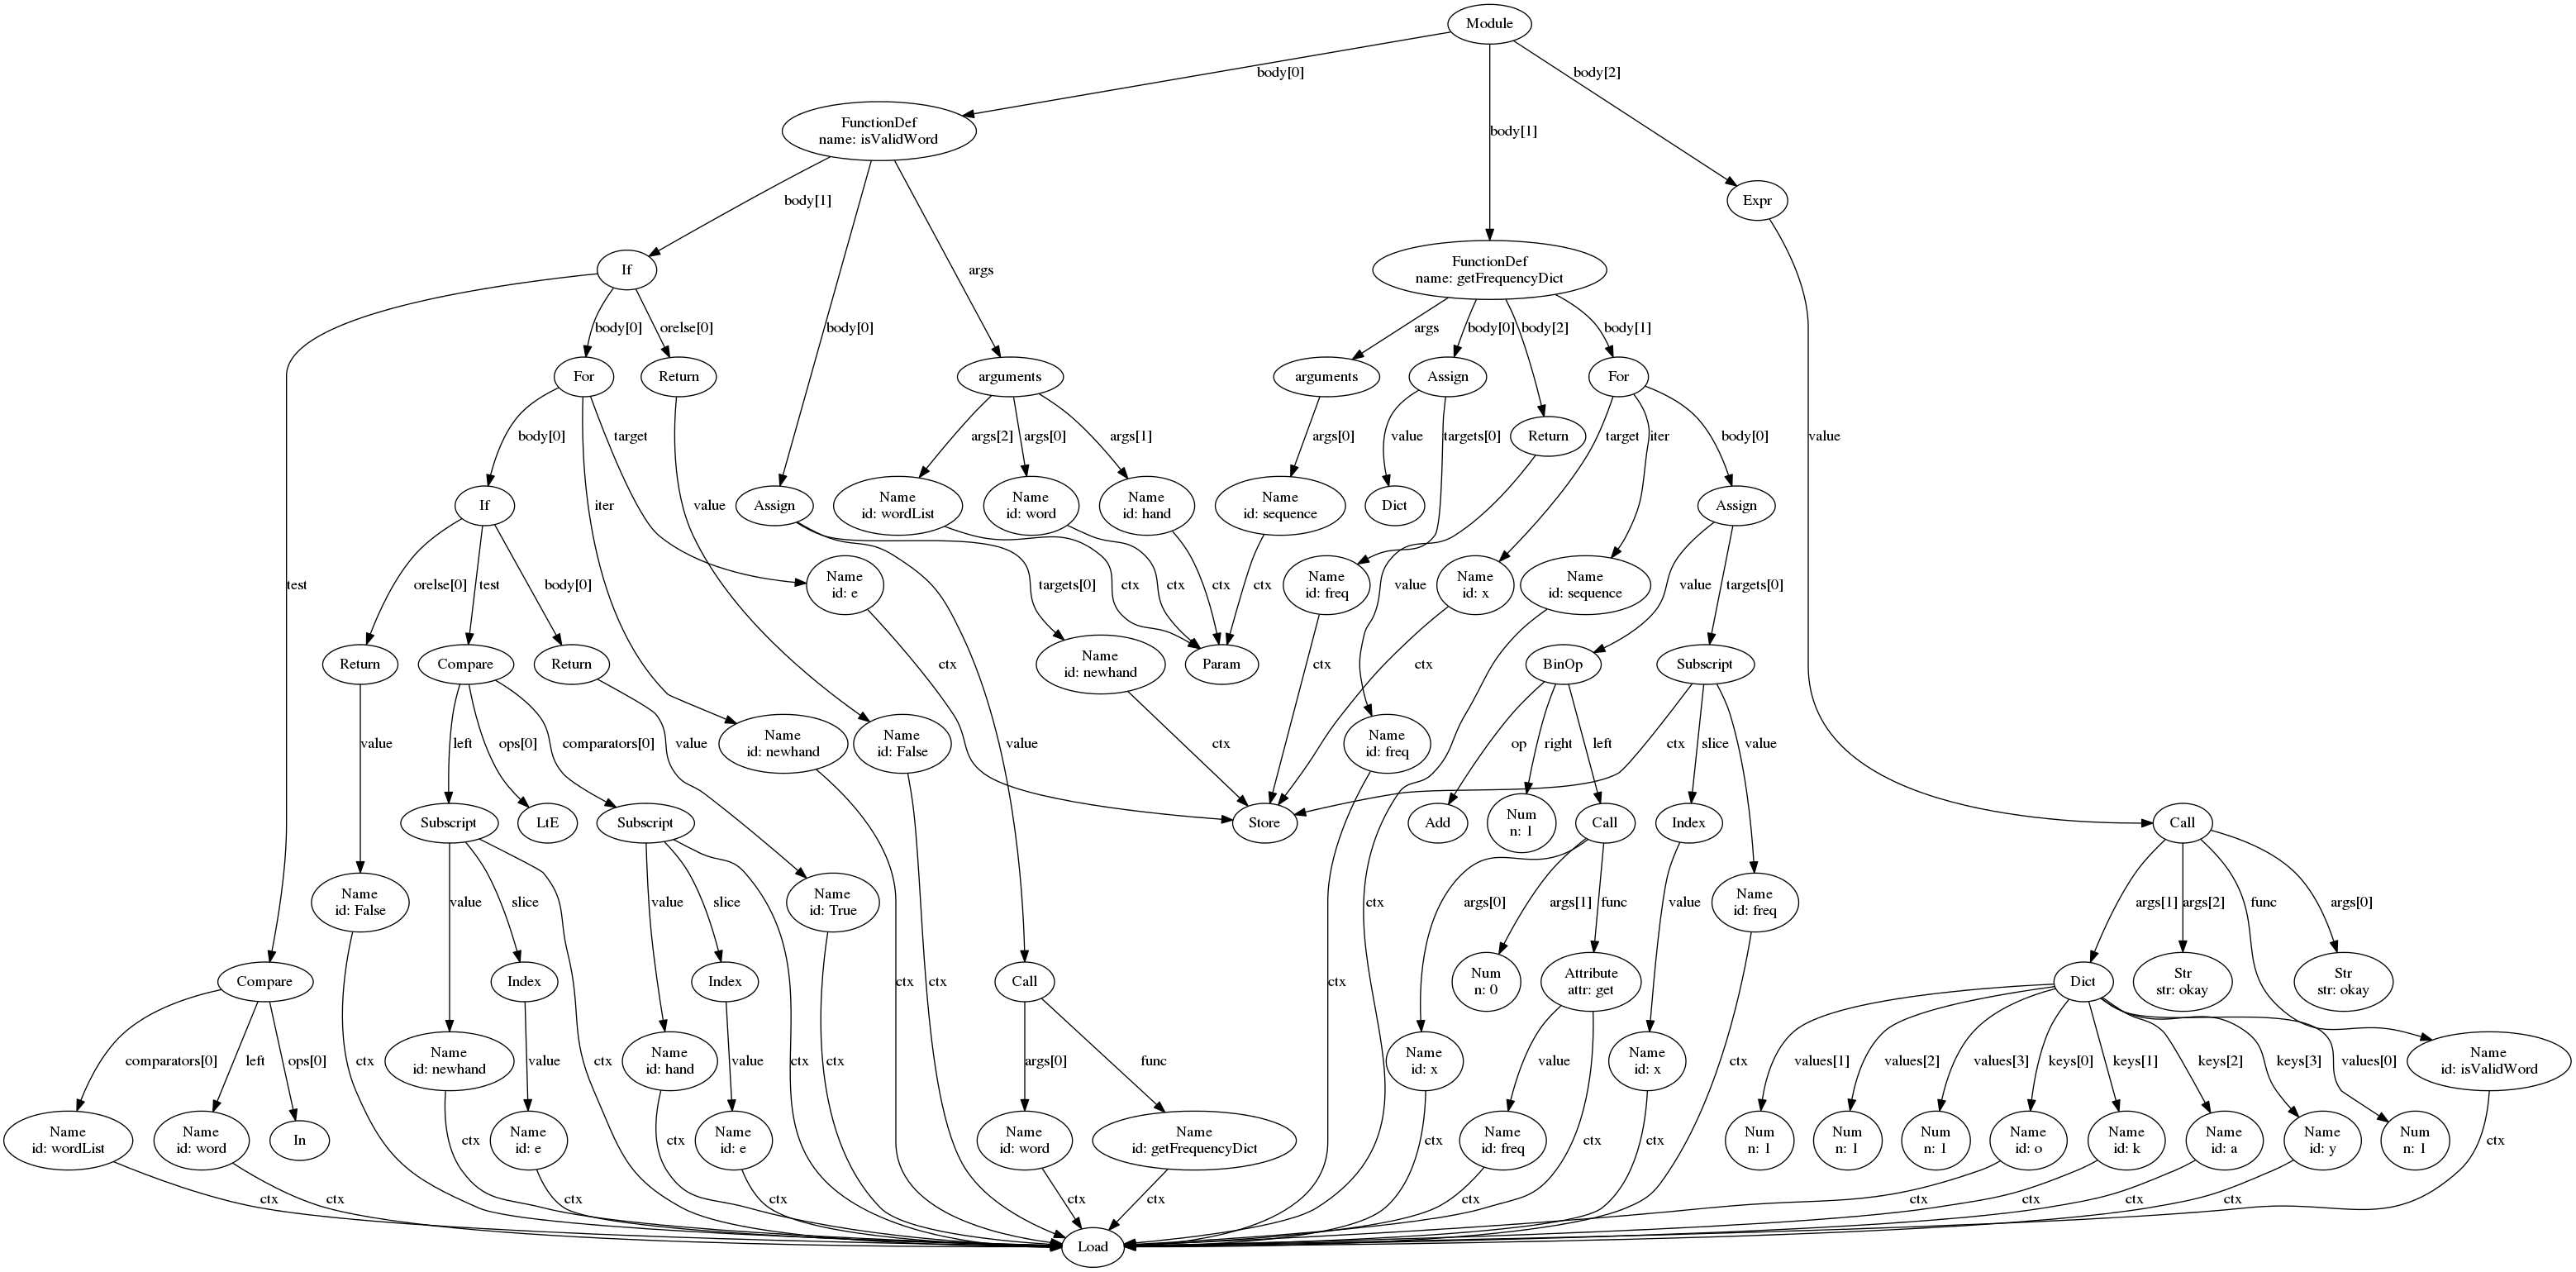 Module
body[0]
body[2]
FunctionDef
name: isValidWord
body[1]
Expr
body[1]
If
args
FunctionDef
name: getFrequencyDict
body[0]
orelse[0]
body[0]
args
body[0]
body[2]
body[1]
For
Return
arguments
arguments
Assign
For
body[0]
target
args[2]
args[0]
args[1]
args[0]
value
targets[0]
Return
target
iter
body[0]
value
If
iter
value
Assign
Name
id: wordList
Name
id: word
Name
id: hand
Name
id: sequence
Dict
Assign
test
orelse[0]
test
body[0]
Name
id: e
targets[0]
ctx
ctx
ctx
ctx
Name
id: freq
value
Name
id: x
Name
id: sequence
value
targets[0]
Return
Compare
Return
ctx
Name
id: newhand
Param
ctx
ctx
BinOp
Subscript
value
left
ops[0]
comparators[0]
value
Name
id: newhand
Name
id: False
value
ctx
Name
id: freq
op
right
left
ctx
slice
value
Subscript
LtE
Subscript
Store
Add
Num
n: 1
Call
Index
Call
Name
id: False
value
slice
value
slice
Name
id: True
ctx
args[0]
args[1]
func
value
Name
id: freq
args[1]
args[2]
func
args[0]
Compare
Index
Index
ctx
ctx
Call
ctx
Num
n: 0
Attribute
attr: get
Dict
Str
str: okay
Str
str: okay
comparators[0]
left
ops[0]
ctx
Name
id: newhand
value
ctx
Name
id: hand
value
ctx
ctx
args[0]
func
Name
id: x
value
Name
id: x
ctx
values[1]
values[2]
values[3]
keys[0]
keys[1]
keys[2]
keys[3]
values[0]
Name
id: isValidWord
Name
id: wordList
Name
id: word
In
ctx
Name
id: e
ctx
Name
id: e
Name
id: word
Name
id: getFrequencyDict
ctx
Name
id: freq
ctx
ctx
Num
n: 1
Num
n: 1
Num
n: 1
Name
id: o
Name
id: k
Name
id: a
Name
id: y
Num
n: 1
ctx
ctx
ctx
ctx
ctx
ctx
ctx
ctx
ctx
ctx
ctx
ctx
Load